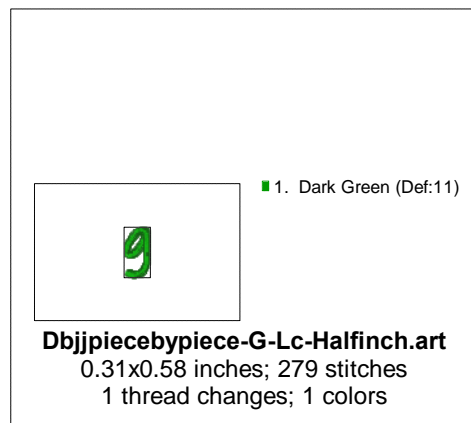 1. Dark Green (Def:11)
g
Dbjjpiecebypiece-G-Lc-Halfinch.art
0.31x0.58 inches; 279 stitches
1 thread changes; 1 colors